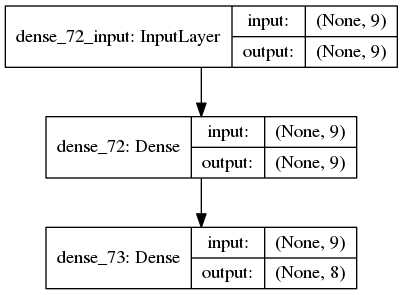 dense_72_input: InputLayer
input: (None, 9)
output: (None, 9)
dense_72: Dense
input: (None, 9)
output: (None, 9)
dense_73: Dense
input: (None, 9)
output: (None, 8)